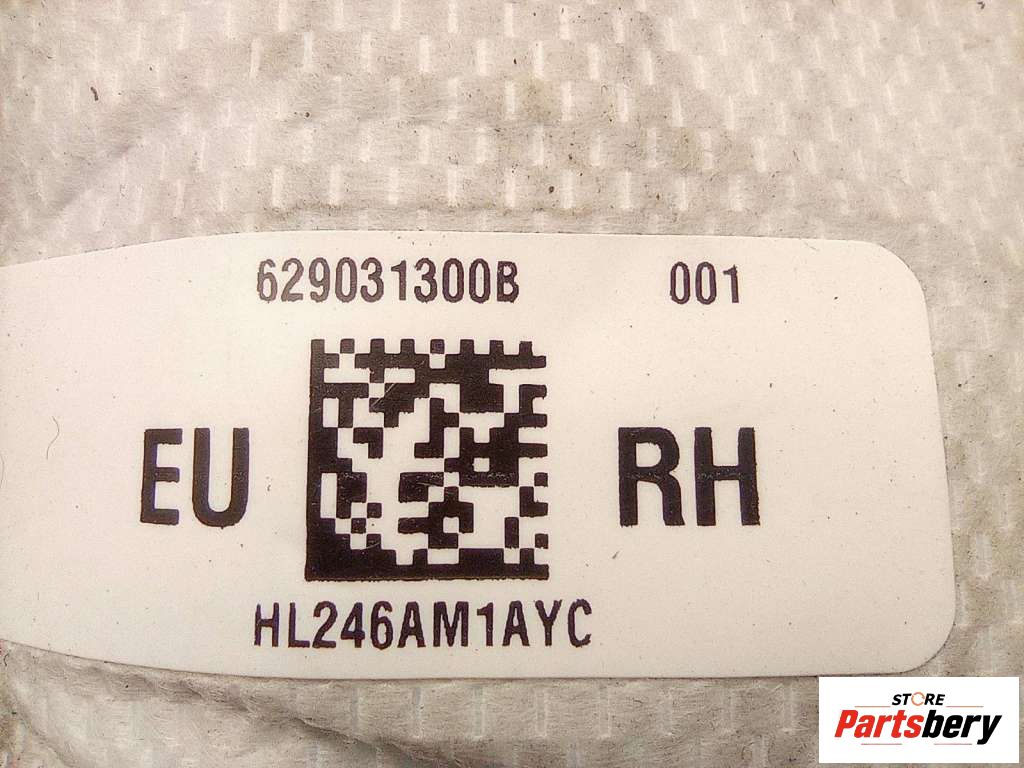 629031300B 001
EU RH
HL246AM1AYC
STORE
Partsbery